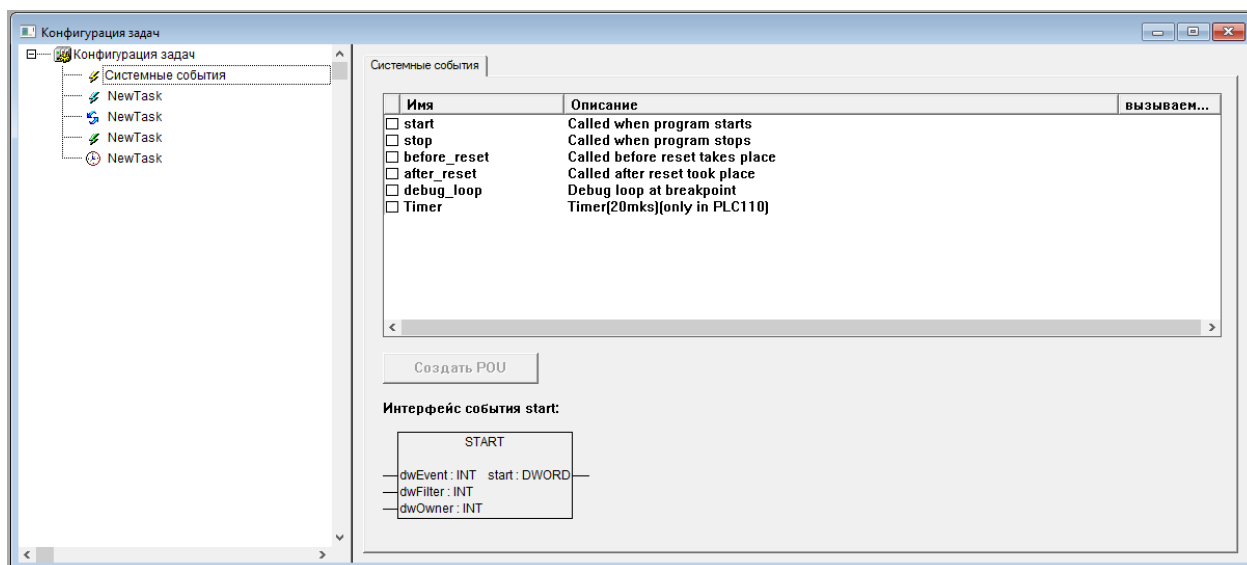 Конфигурация задач
Конфигурация задач
Системные события
NewTask
NewTask
NewTask
NewTask
Системные события
Имя Описание вызываем...
start Called when program starts
stop Called when program stops
before_reset Called before reset takes place
after_reset Called after reset took place
debug_loop Debug loop at breakpoint
Timer Timer(20mks)(only in PLC110)
Создать POU
Интерфейс события start:
START
dwEvent : INT start : DWORD
dwFilter : INT
dwOwner : INT